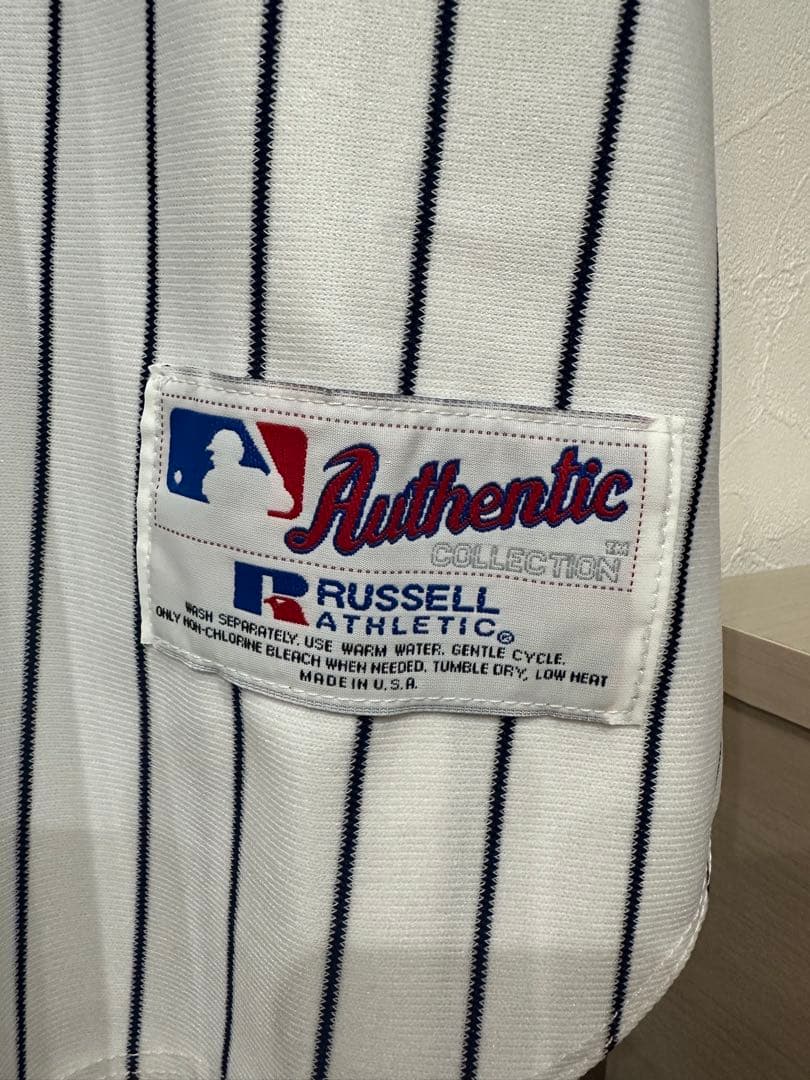 Authentic
COLLECTION™
RUSSELL
ATHLETIC®
WASH SEPARATELY. USE WARM WATER. GENTLE CYCLE.
ONLY NON-CHLORINE BLEACH WHEN NEEDED. TUMBLE DRY, LOW HEAT
MADE IN U.S.A.